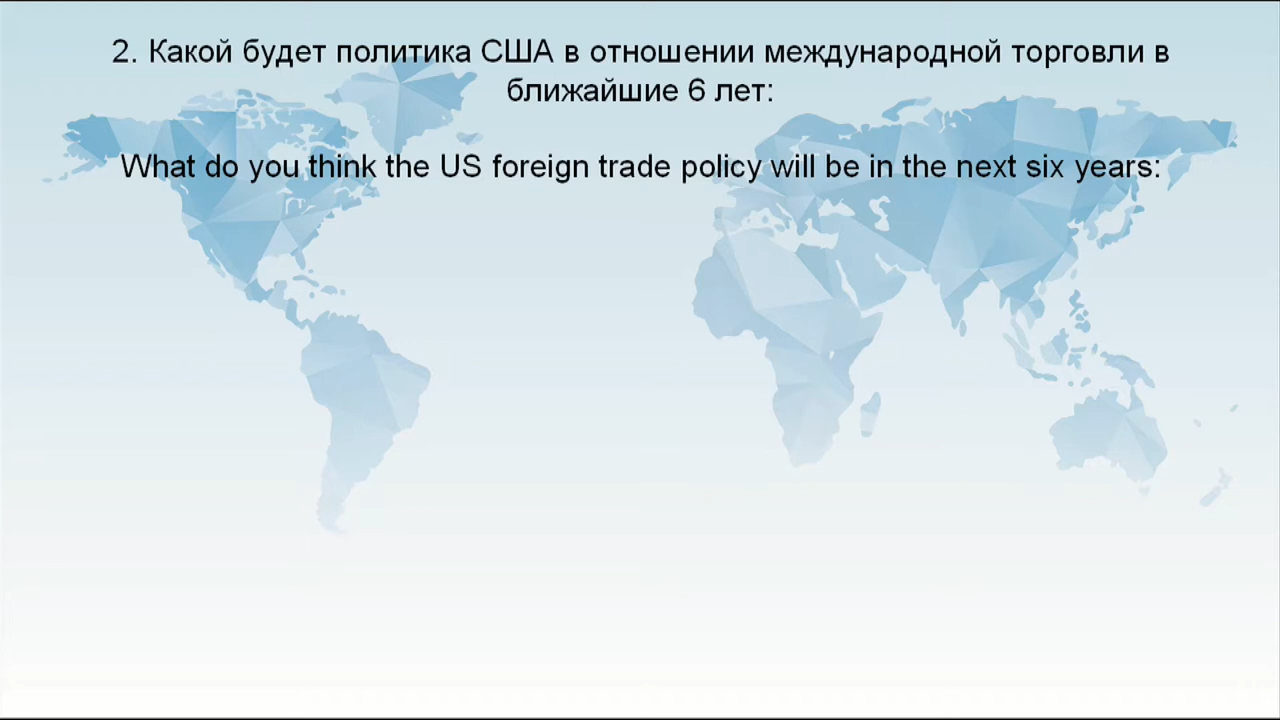 2. Какой будет политика США в отношении международной торговли в
ближайшие 6 лет:
What do you think the US foreign trade policy will be in the next six years: